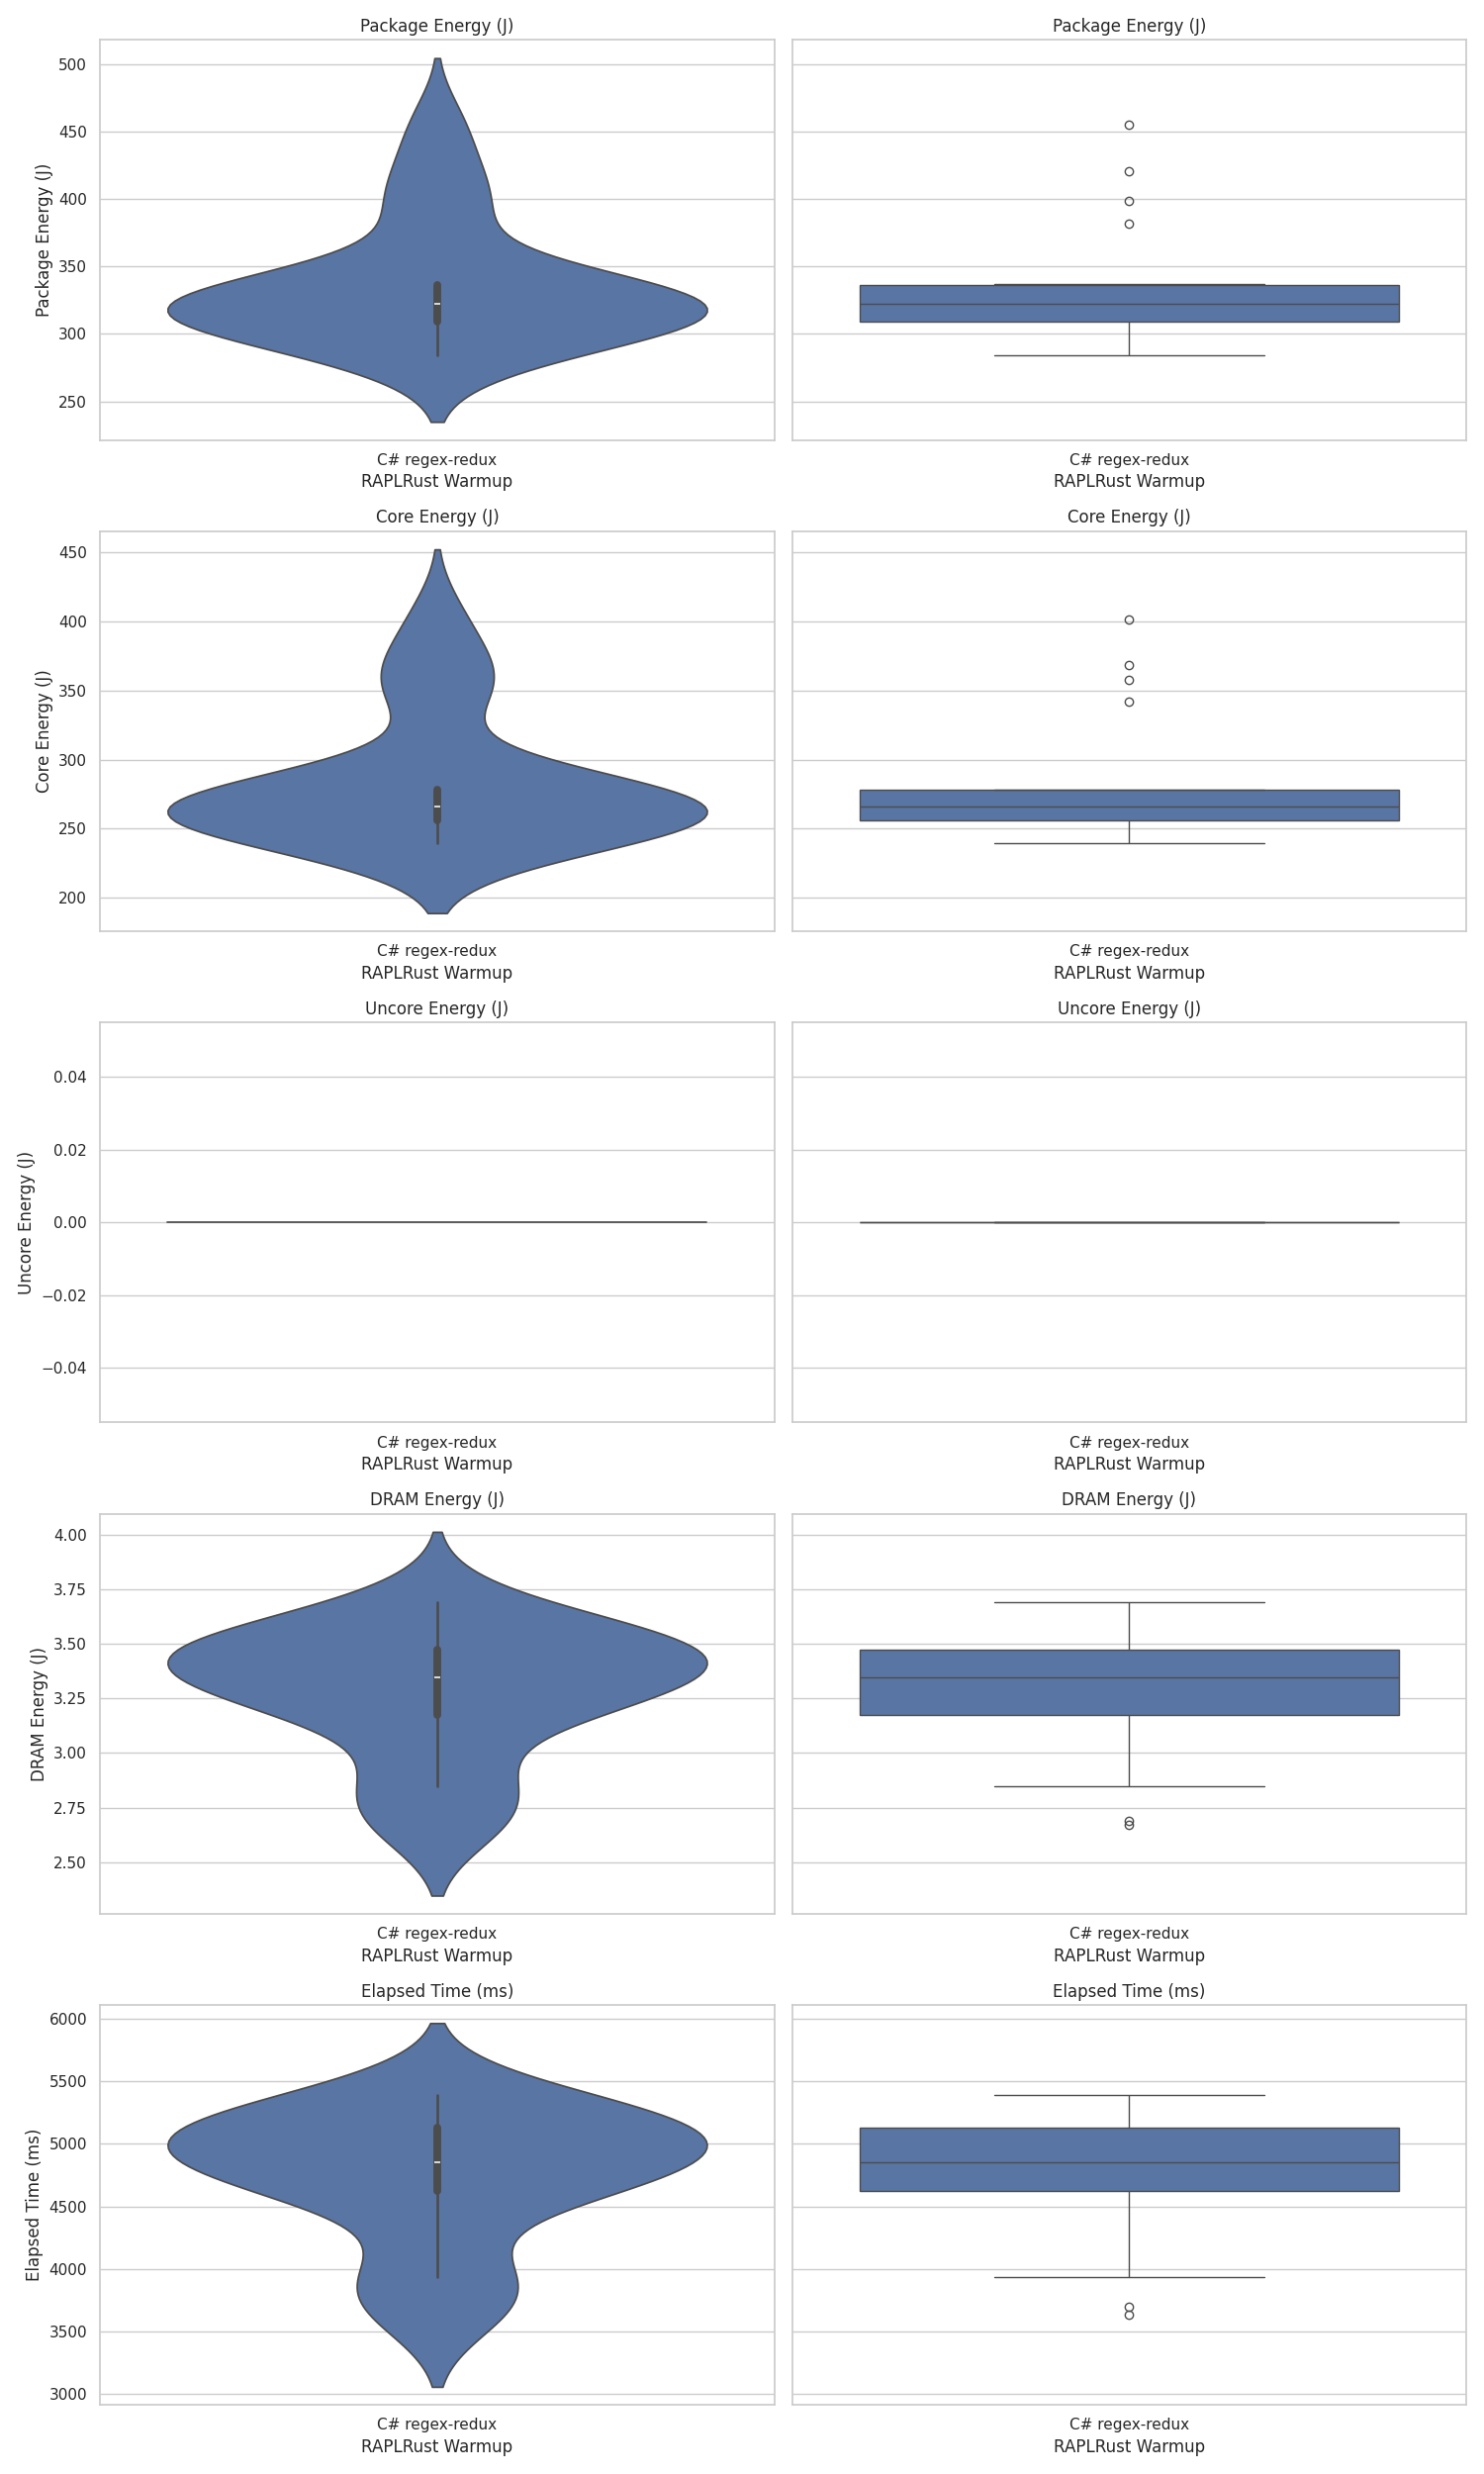 Package Energy (J)
Package Energy (J)
500
450
400
350
300
250
Package Energy (J)
C# regex-redux
RAPLRust Warmup
C# regex-redux
RAPLRust Warmup
Core Energy (J)
Core Energy (J)
450
400
350
300
250
200
Core Energy (J)
C# regex-redux
RAPLRust Warmup
C# regex-redux
RAPLRust Warmup
Uncore Energy (J)
Uncore Energy (J)
0.04
0.02
0.00
−0.02
−0.04
Uncore Energy (J)
C# regex-redux
RAPLRust Warmup
C# regex-redux
RAPLRust Warmup
DRAM Energy (J)
DRAM Energy (J)
4.00
3.75
3.50
3.25
3.00
2.75
2.50
DRAM Energy (J)
C# regex-redux
RAPLRust Warmup
C# regex-redux
RAPLRust Warmup
Elapsed Time (ms)
Elapsed Time (ms)
6000
5500
5000
4500
4000
3500
3000
Elapsed Time (ms)
C# regex-redux
RAPLRust Warmup
C# regex-redux
RAPLRust Warmup